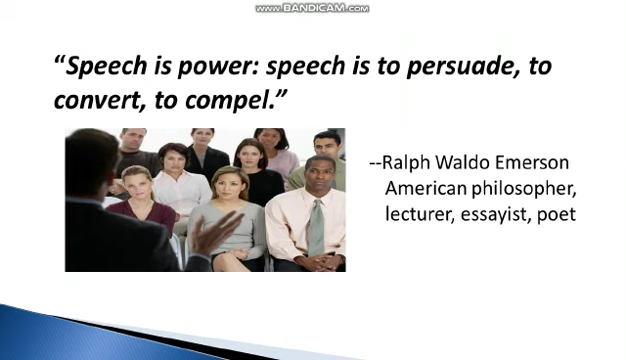 WWW.BANDICAM.COM
“Speech is power: speech is to persuade, to
convert, to compel.”
--Ralph Waldo Emerson
American philosopher,
lecturer, essayist, poet